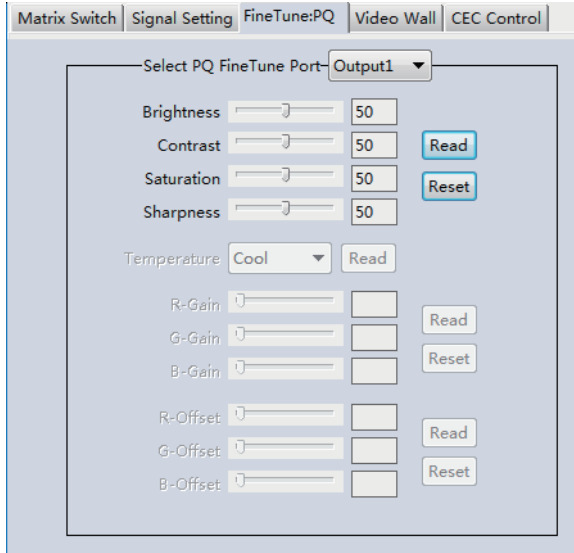 Matrix Switch Signal Setting FineTune:PQ Video Wall CEC Control
Select PQ FineTune Port Output1
Brightness 50
Contrast 50 Read
Saturation 50 Reset
Sharpness 50
Temperature Cool Read
R-Gain
Read
G-Gain
Reset
B-Gain
R-Offset
Read
G-Offset
Reset
B-Offset